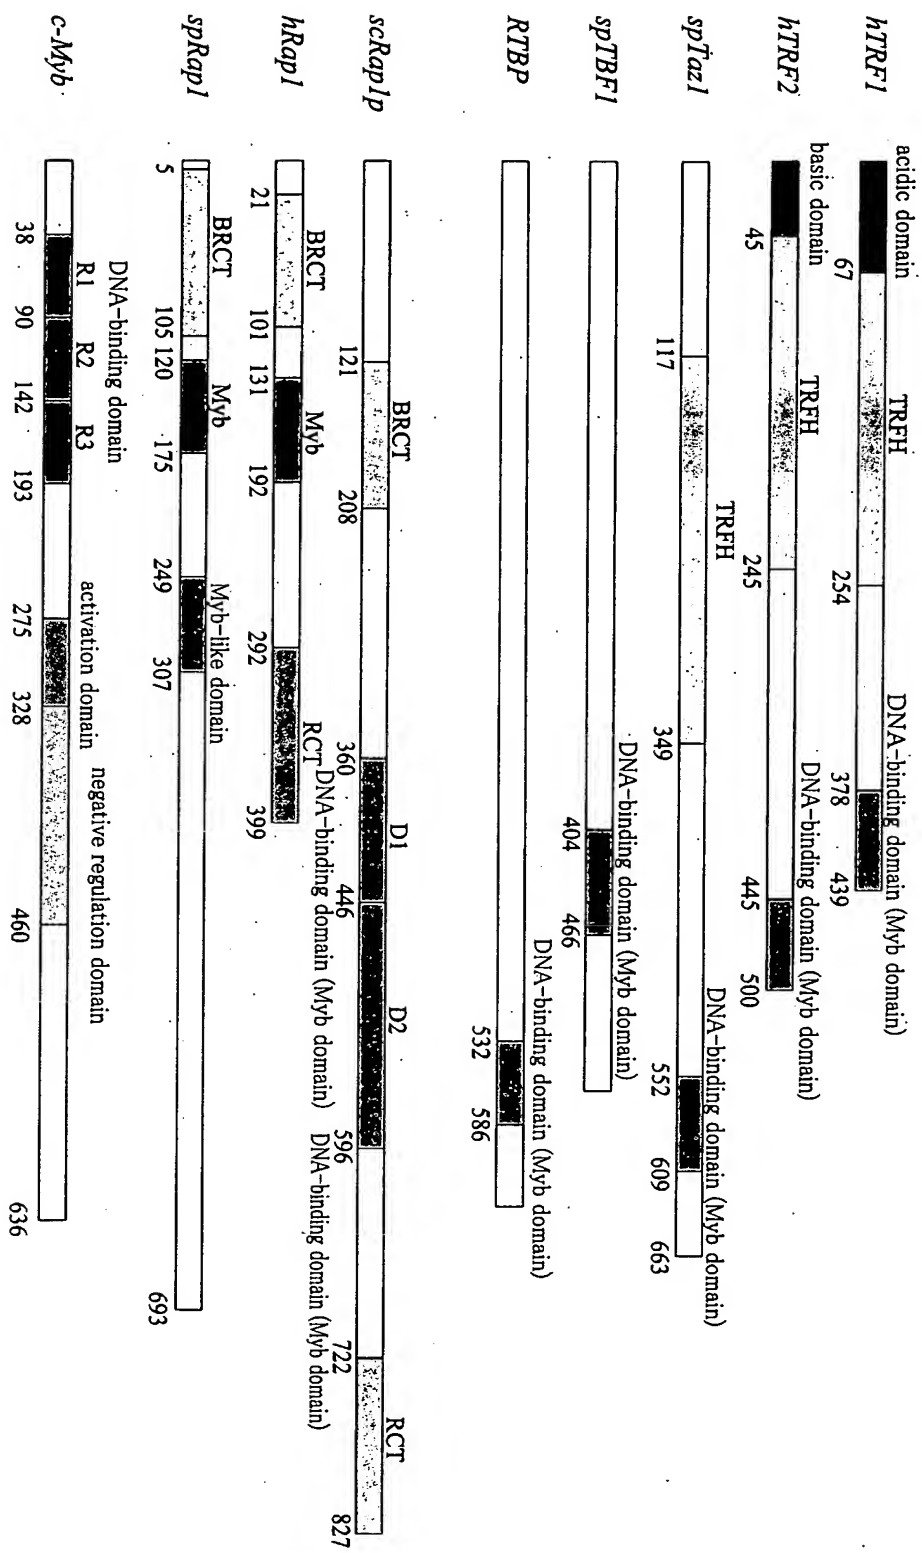 hTRF1
acidic domain
TRFH
DNA-binding domain (Myb domain)
67
254
378
439
hTRF2
basic domain
TRFH
DNA-binding domain (Myb domain)
45
245
445
500
spTaz1
TRFH
DNA-binding domain (Myb domain)
117
349
552
609
663
spTBF1
DNA-binding domain (Myb domain)
404
466
RTBP
DNA-binding domain (Myb domain)
532
586
scRap1p
BRCT
D1
D2
RCT
121
208
360
446
596
722
827
DNA-binding domain (Myb domain)
DNA-binding domain (Myb domain)
hRap1
BRCT
Myb
RCT
21
101
131
192
292
399
spRap1
BRCT
Myb
Myb-like domain
5
105
120
175
249
307
693
c-Myb
DNA-binding domain
R1
R2
R3
activation domain
negative regulation domain
38
90
142
193
275
328
460
636